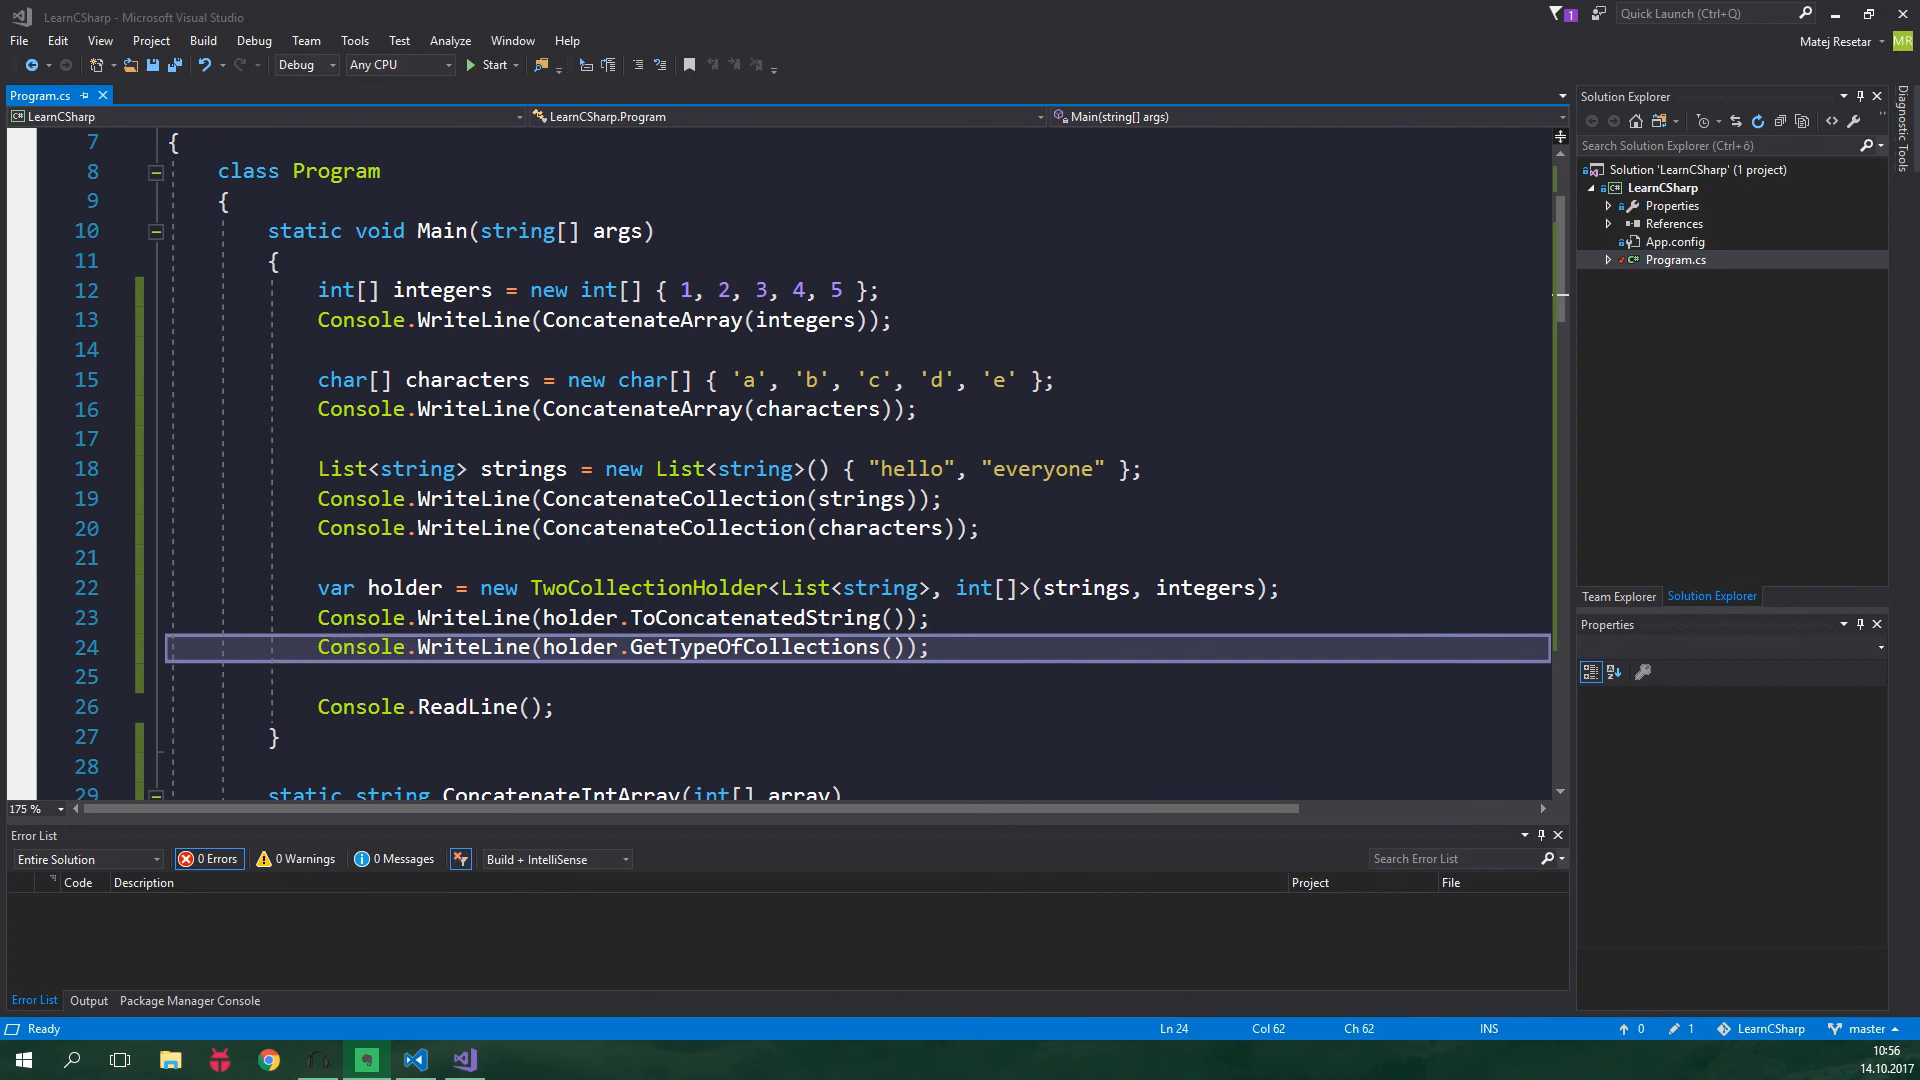 LearnCSharp - Microsoft Visual Studio
1
Quick Launch (Ctrl+Q)
File Edit View Project Build Debug Team Tools Test Analyze Window Help
Matej Resetar MR
Debug Any CPU Start
Program.cs
LearnCSharp LearnCSharp.Program Main(string[] args)
7 {
8 class Program
9 {
10 static void Main(string[] args)
11 {
12 int[] integers = new int[] { 1, 2, 3, 4, 5 };
13 Console.WriteLine(ConcatenateArray(integers));
14
15 char[] characters = new char[] { 'a', 'b', 'c', 'd', 'e' };
16 Console.WriteLine(ConcatenateArray(characters));
17
18 List<string> strings = new List<string>() { "hello", "everyone" };
19 Console.WriteLine(ConcatenateCollection(strings));
20 Console.WriteLine(ConcatenateCollection(characters));
21
22 var holder = new TwoCollectionHolder<List<string>, int[]>(strings, integers);
23 Console.WriteLine(holder.ToConcatenatedString());
24 Console.WriteLine(holder.GetTypeOfCollections());
25
26 Console.ReadLine();
27 }
28
29 static string ConcatenateIntArray(int[] array)
175 %
Solution Explorer
Search Solution Explorer (Ctrl+ô)
Solution 'LearnCSharp' (1 project)
LearnCSharp
Properties
References
App.config
Program.cs
Team Explorer Solution Explorer
Properties
Diagnostic Tools
Error List
Entire Solution 0 Errors 0 Warnings 0 Messages Build + IntelliSense Search Error List
Code Description Project File
Error List Output Package Manager Console
Ready Ln 24 Col 62 Ch 62 INS 0 1 LearnCSharp master
10:56
14.10.2017